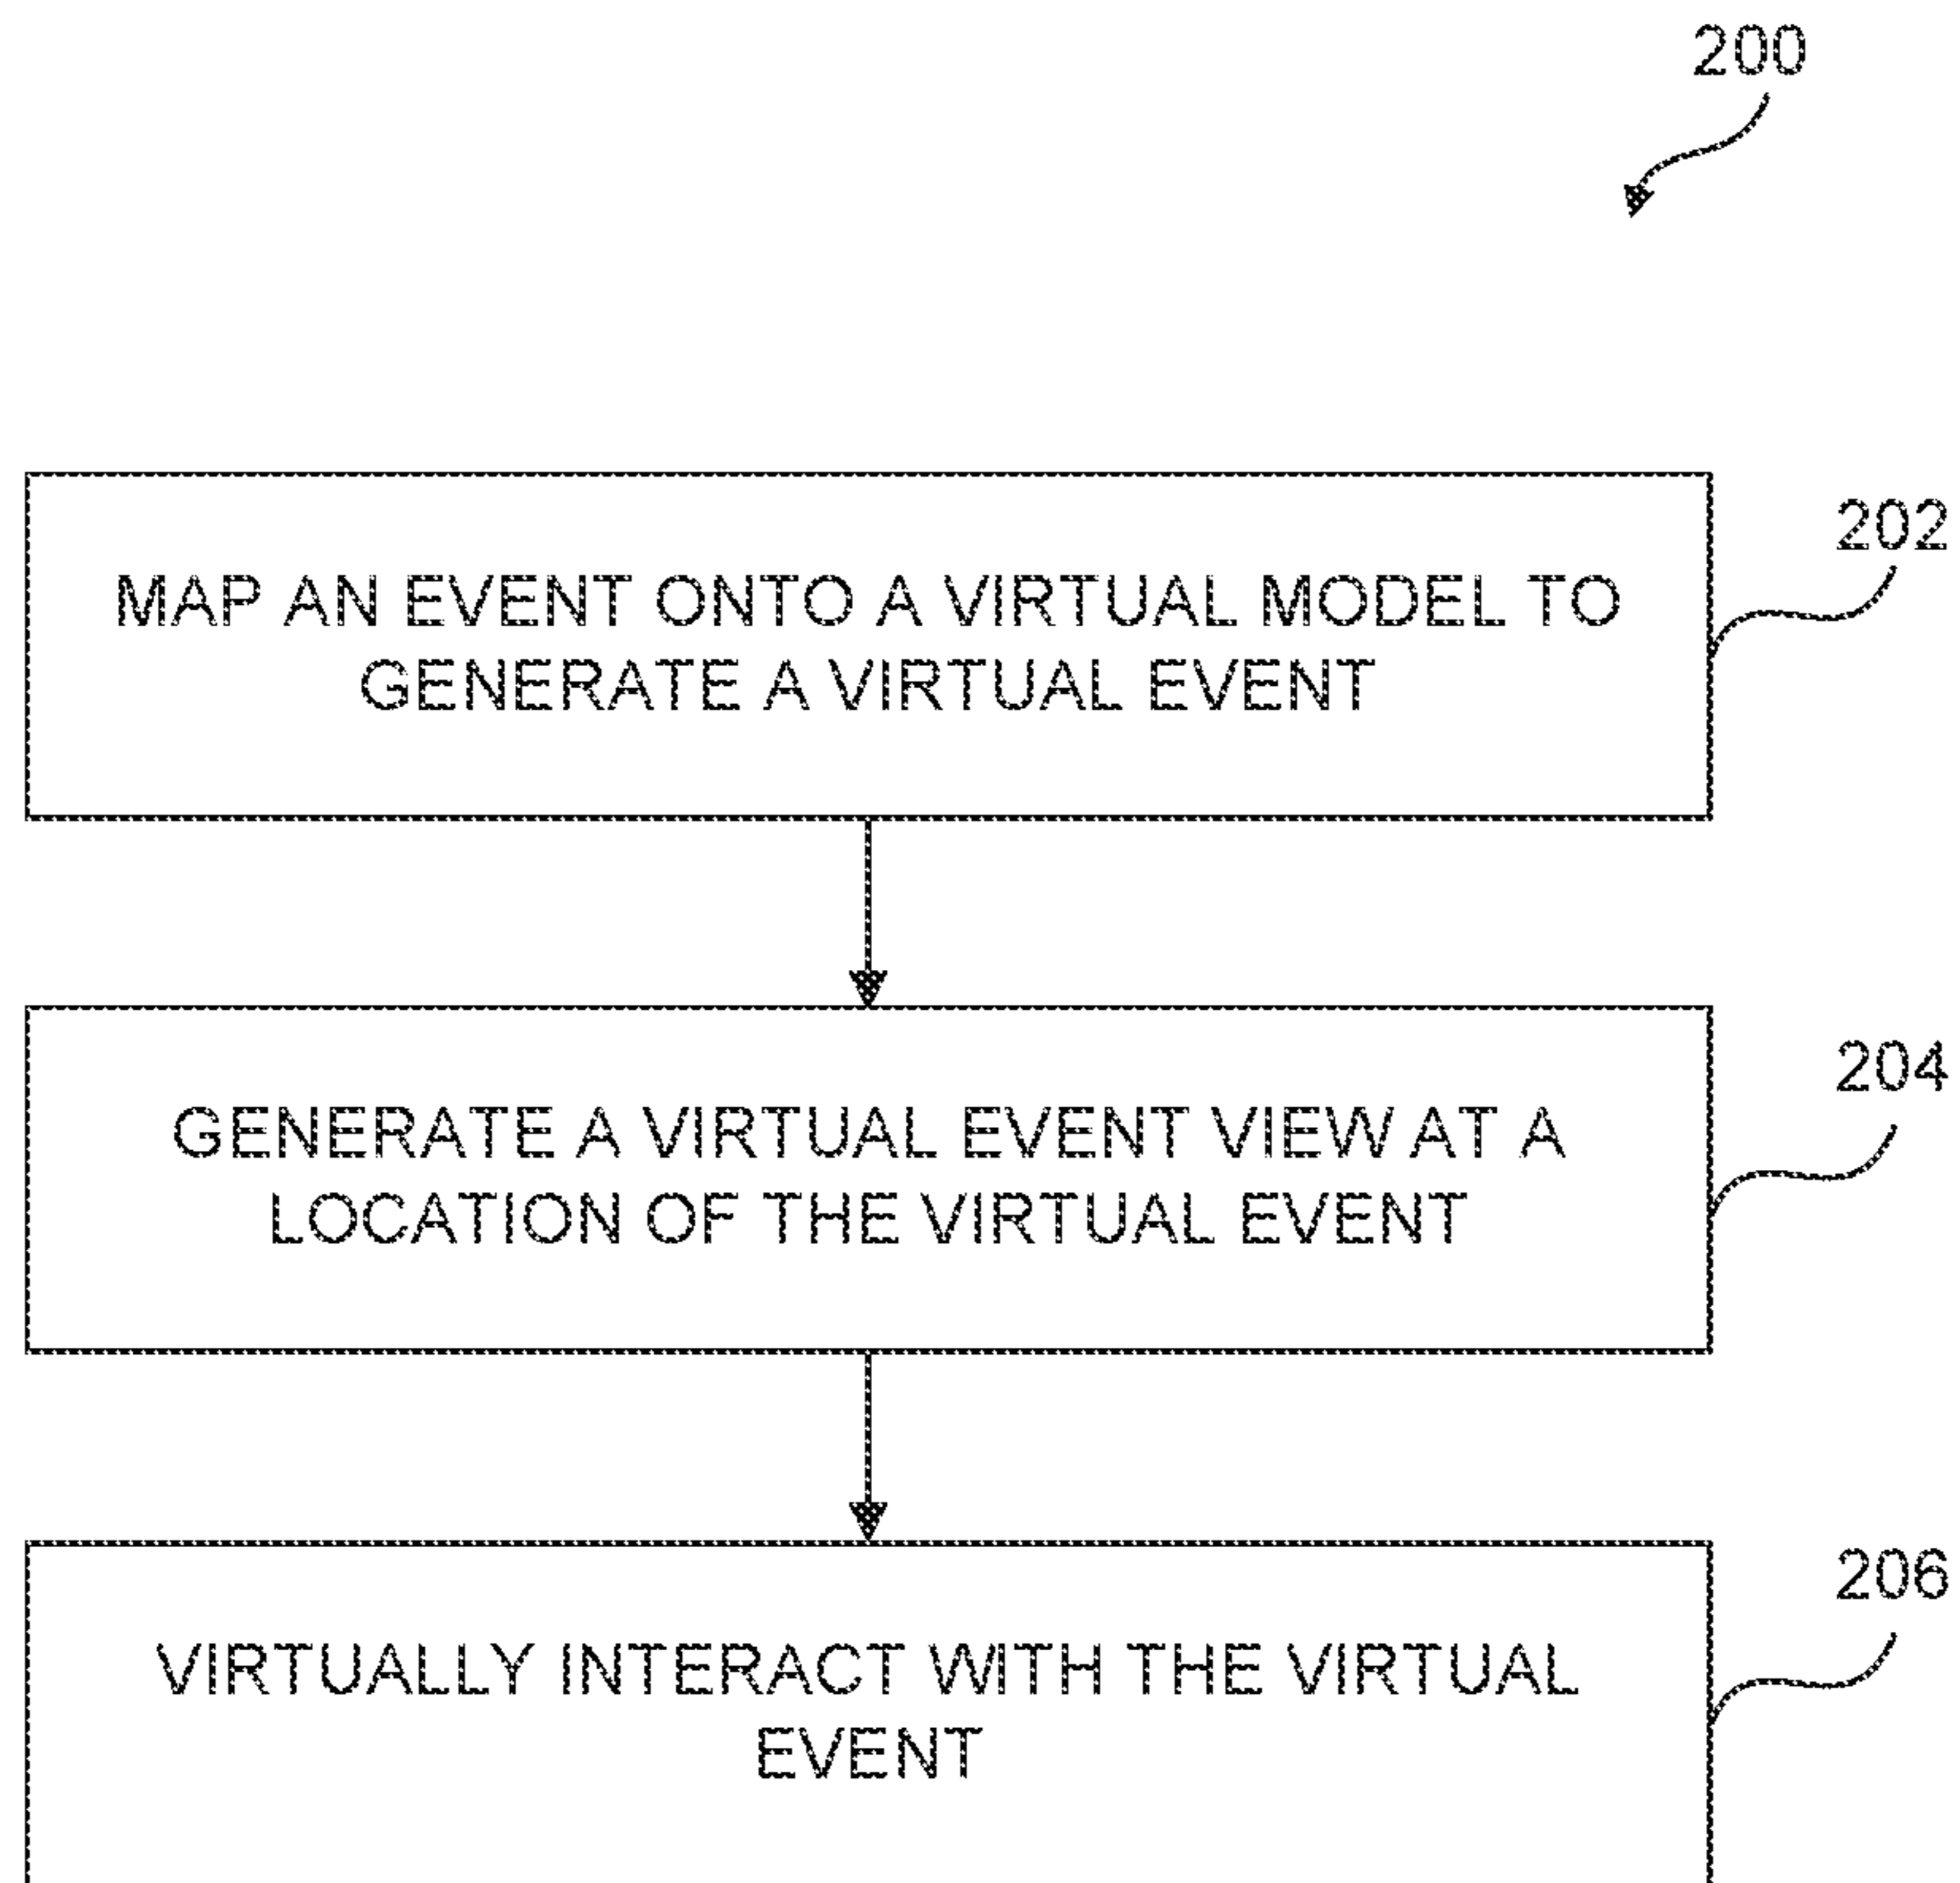 200
202
MAP AN EVENT ONTO A VIRTUAL MODEL TO
GENERATE A VIRTUAL EVENT
204
GENERATE A VIRTUAL EVENT VIEW AT A
LOCATION OF THE VIRTUAL EVENT
206
VIRTUALLY INTERACT WITH THE VIRTUAL
EVENT